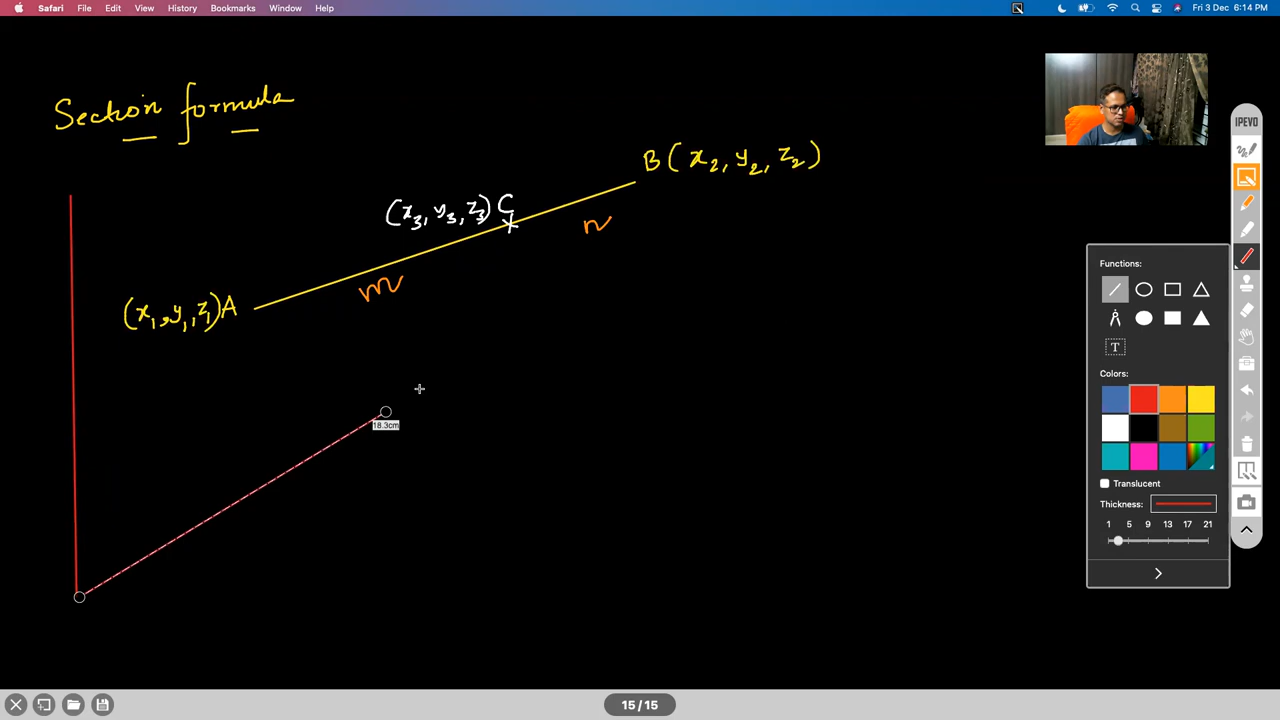 Safari File Edit View History Bookmarks Window Help Fri 3 Dec 6:14 PM
Section formula
IPEVO
B (x₂, y₂, z₂)
(x₃, y₃, z₃) C
n
m
(x₁, y₁, z₁) A
18.3cm
Functions:
T
Colors:
Translucent
Thickness:
1 5 9 13 17 21
15 / 15